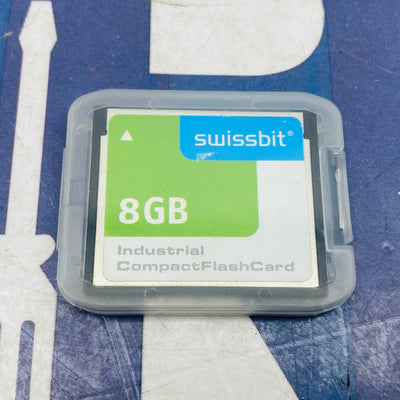 swissbit®
8GB
Industrial
CompactFlashCard